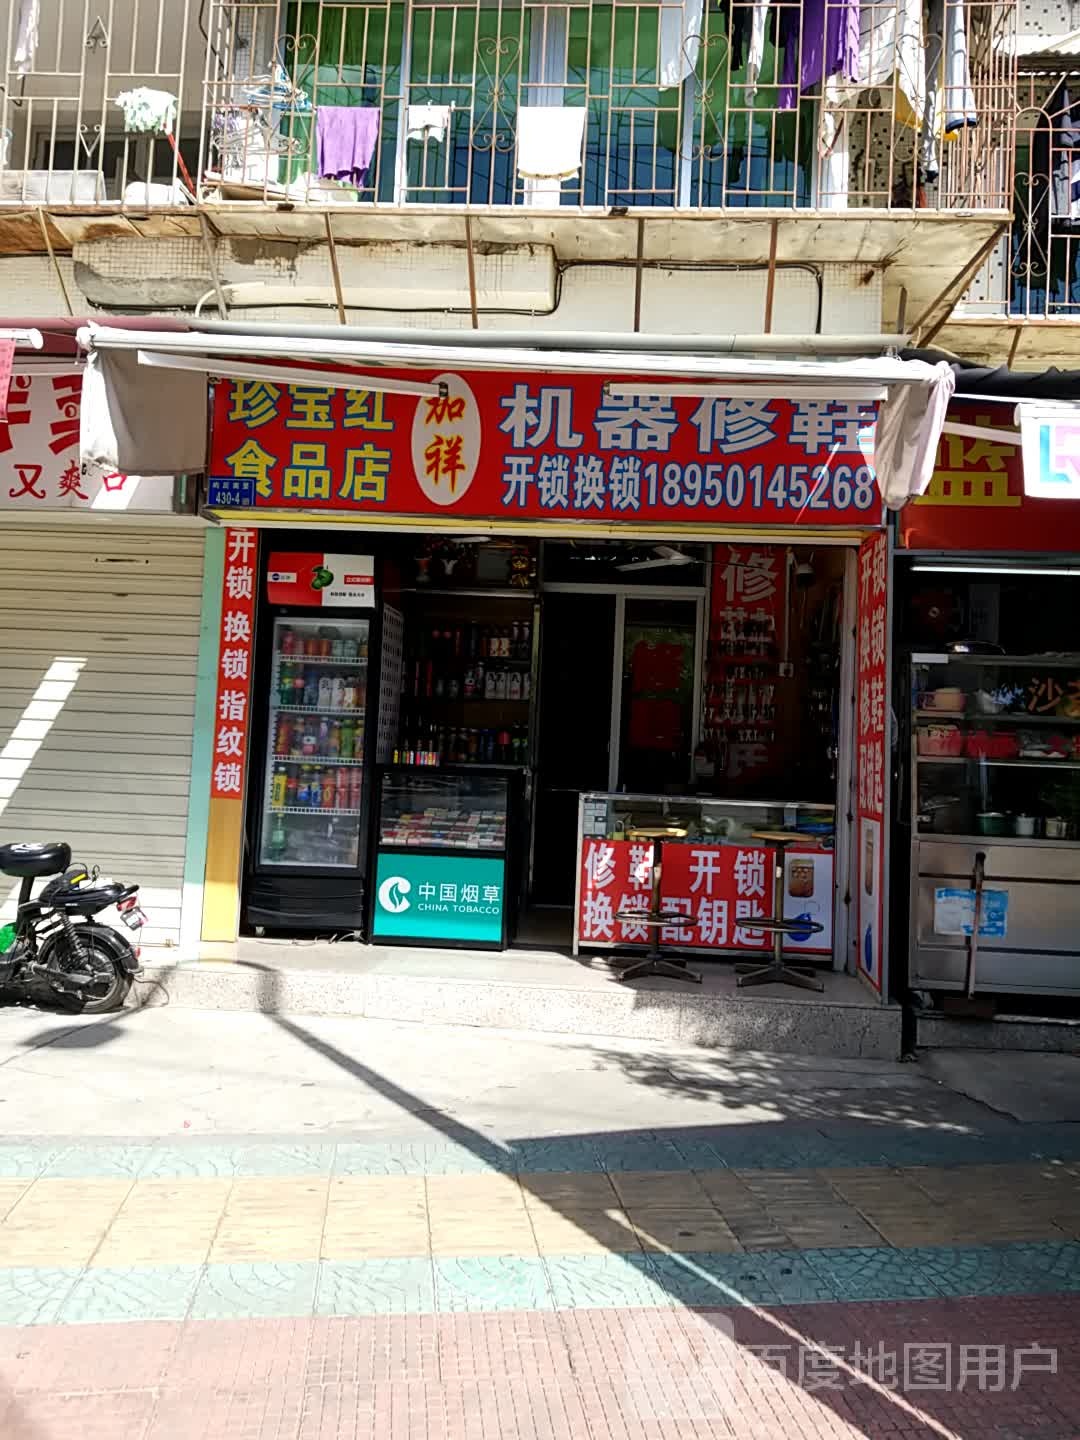 珍宝红
食品店
加祥
机器修鞋
开锁换锁18950145268
430-4
又爽口
开锁换锁指纹锁
修
开锁换锁修鞋配钥匙
中国烟草
CHINA TOBACCO
修鞋 开锁
换锁 配钥匙
沙
百度地图用户